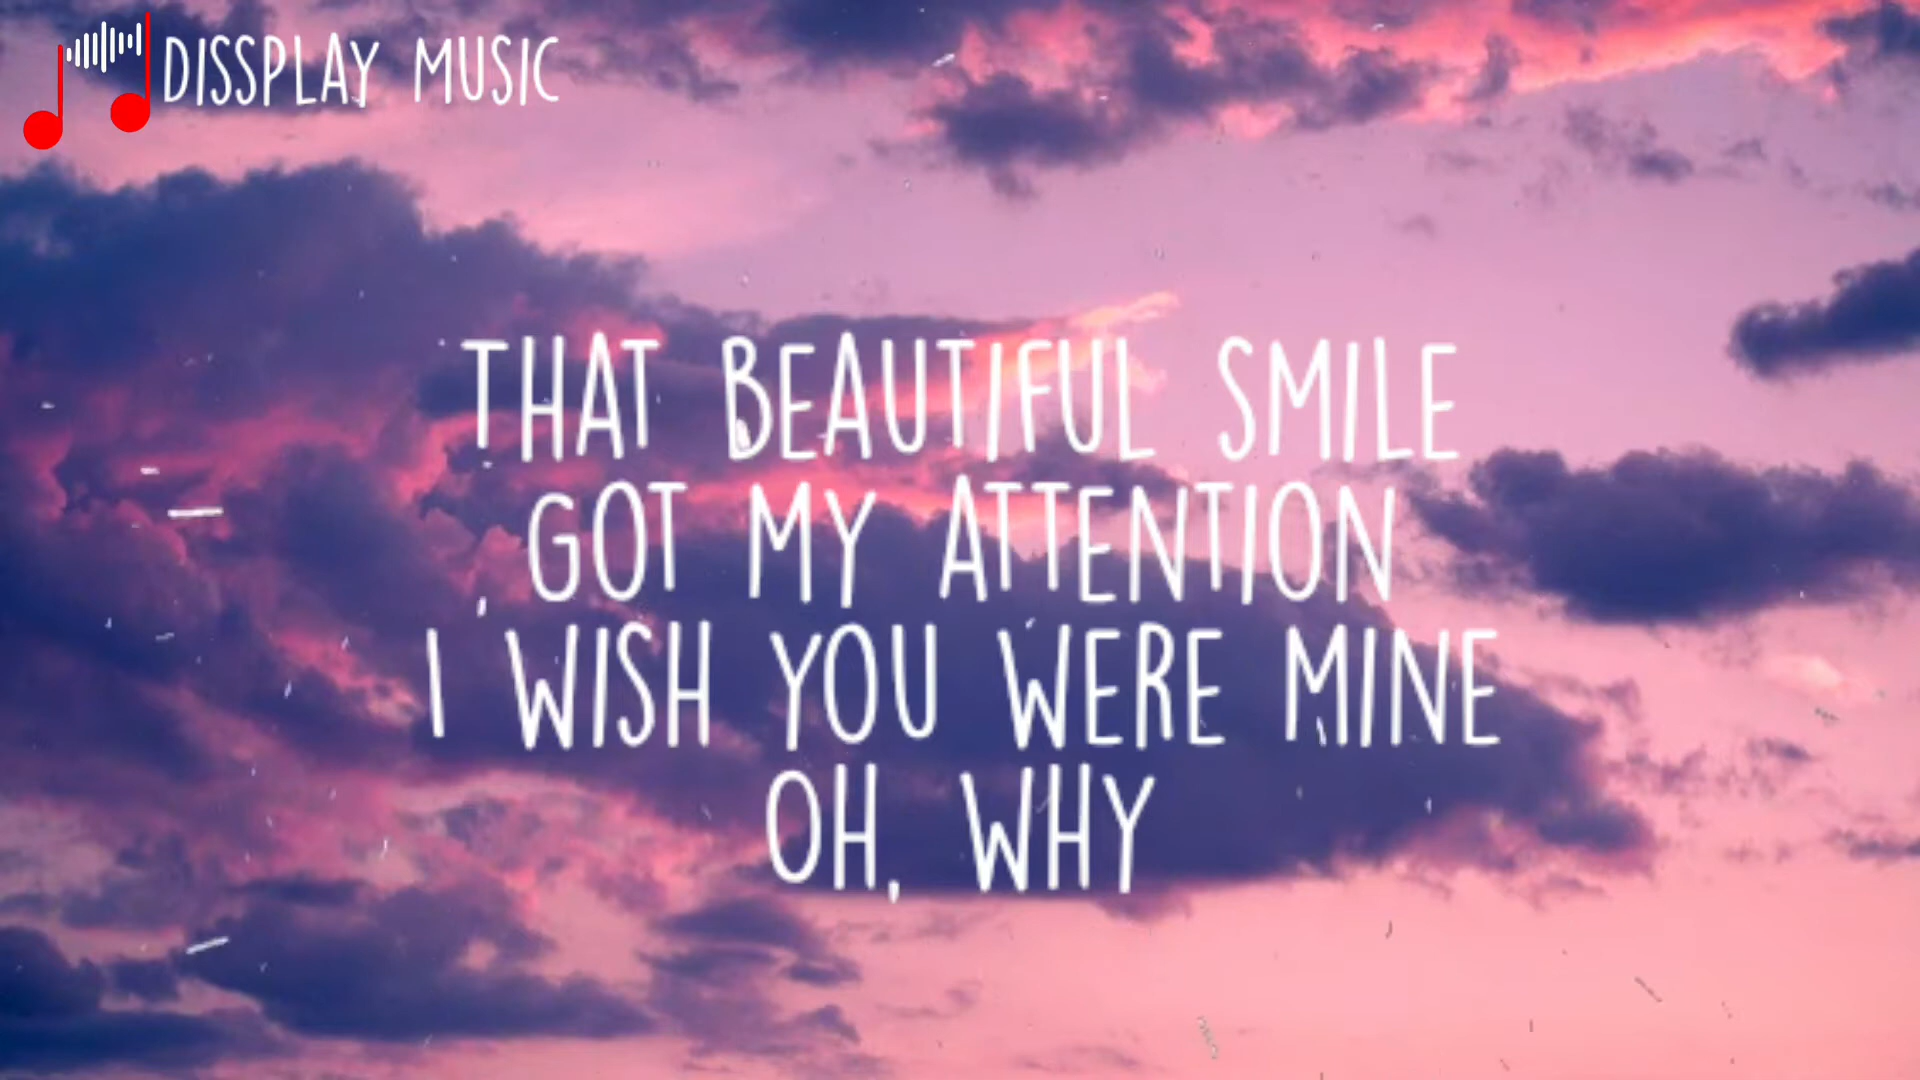 DISSPLAY MUSIC
THAT BEAUTIFUL SMILE
GOT MY ATTENTION
I WISH YOU WERE MINE
OH, WHY